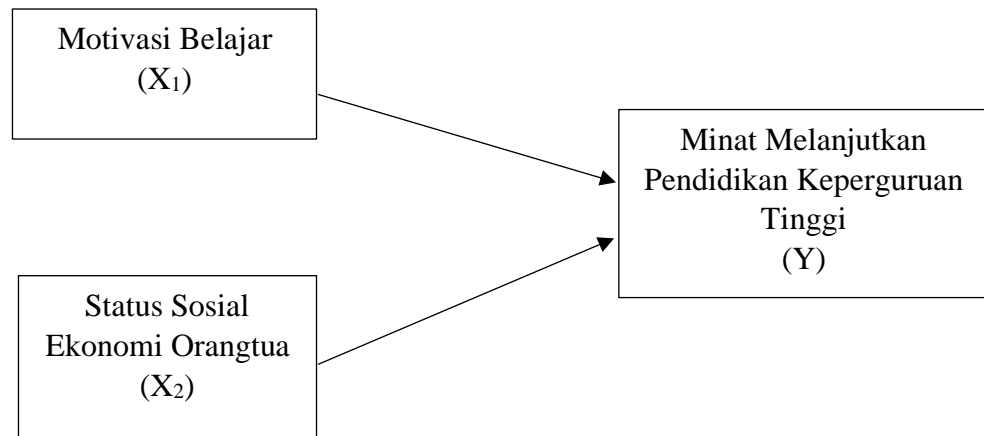 Motivasi Belajar
(X₁)
Minat Melanjutkan
Pendidikan Keperguruan
Tinggi
(Y)
Status Sosial
Ekonomi Orangtua
(X₂)